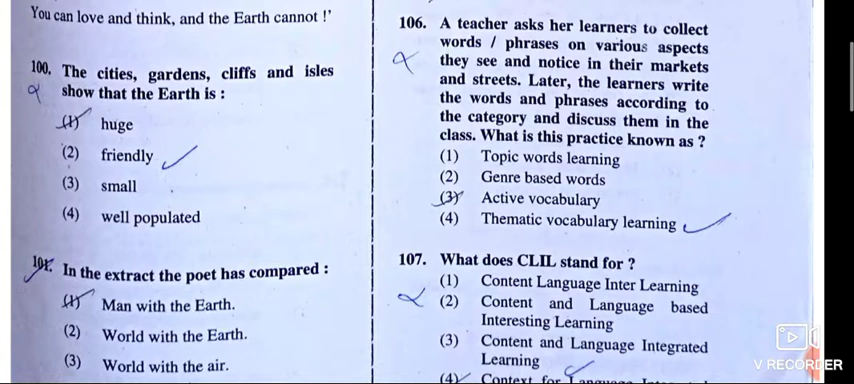 You can love and think, and the Earth cannot !'
100. The cities, gardens, cliffs and isles
show that the Earth is :
(1) huge
(2) friendly
(3) small
(4) well populated
101. In the extract the poet has compared :
(1) Man with the Earth.
(2) World with the Earth.
(3) World with the air.
106. A teacher asks her learners to collect
words / phrases on various aspects
they see and notice in their markets
and streets. Later, the learners write
the words and phrases according to
the category and discuss them in the
class. What is this practice known as ?
(1) Topic words learning
(2) Genre based words
(3) Active vocabulary
(4) Thematic vocabulary learning
107. What does CLIL stand for ?
(1) Content Language Inter Learning
(2) Content and Language based
Interesting Learning
(3) Content and Language Integrated
Learning
(4) Context for
V RECORDER